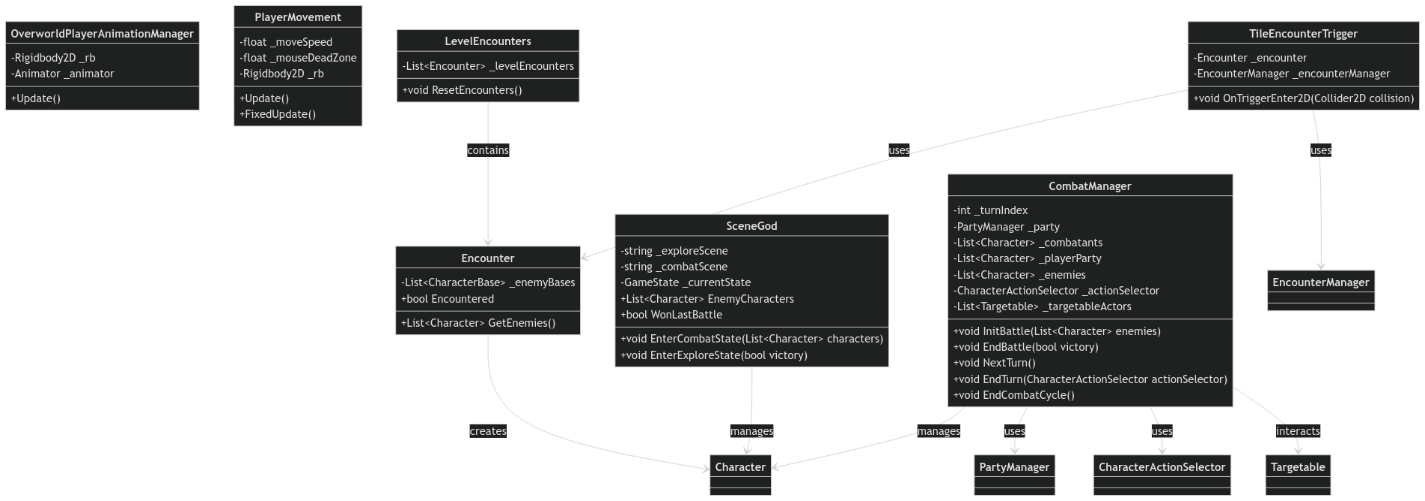 OverworldPlayerAnimationManager
-Rigidbody2D _rb
-Animator _animator
+Update()
PlayerMovement
-float _moveSpeed
-float _mouseDeadZone
-Rigidbody2D _rb
+Update()
+FixedUpdate()
LevelEncounters
-List<Encounter> _levelEncounters
+void ResetEncounters()
TileEncounterTrigger
-Encounter _encounter
-EncounterManager _encounterManager
+void OnTriggerEnter2D(Collider2D collision)
contains
uses
uses
Encounter
-List<CharacterBase> _enemyBases
+bool Encountered
+List<Character> GetEnemies()
SceneGod
-string _exploreScene
-string _combatScene
-GameState _currentState
+List<Character> EnemyCharacters
+bool WonLastBattle
+void EnterCombatState(List<Character> characters)
+void EnterExploreState(bool victory)
CombatManager
-int _turnIndex
-PartyManager _party
-List<Character> _combatants
-List<Character> _playerParty
-List<Character> _enemies
-CharacterActionSelector _actionSelector
-List<Targetable> _targetableActors
+void InitBattle(List<Character> enemies)
+void EndBattle(bool victory)
+void NextTurn()
+void EndTurn(CharacterActionSelector actionSelector)
+void EndCombatCycle()
EncounterManager
creates
manages
manages
uses
uses
interacts
Character
PartyManager
CharacterActionSelector
Targetable